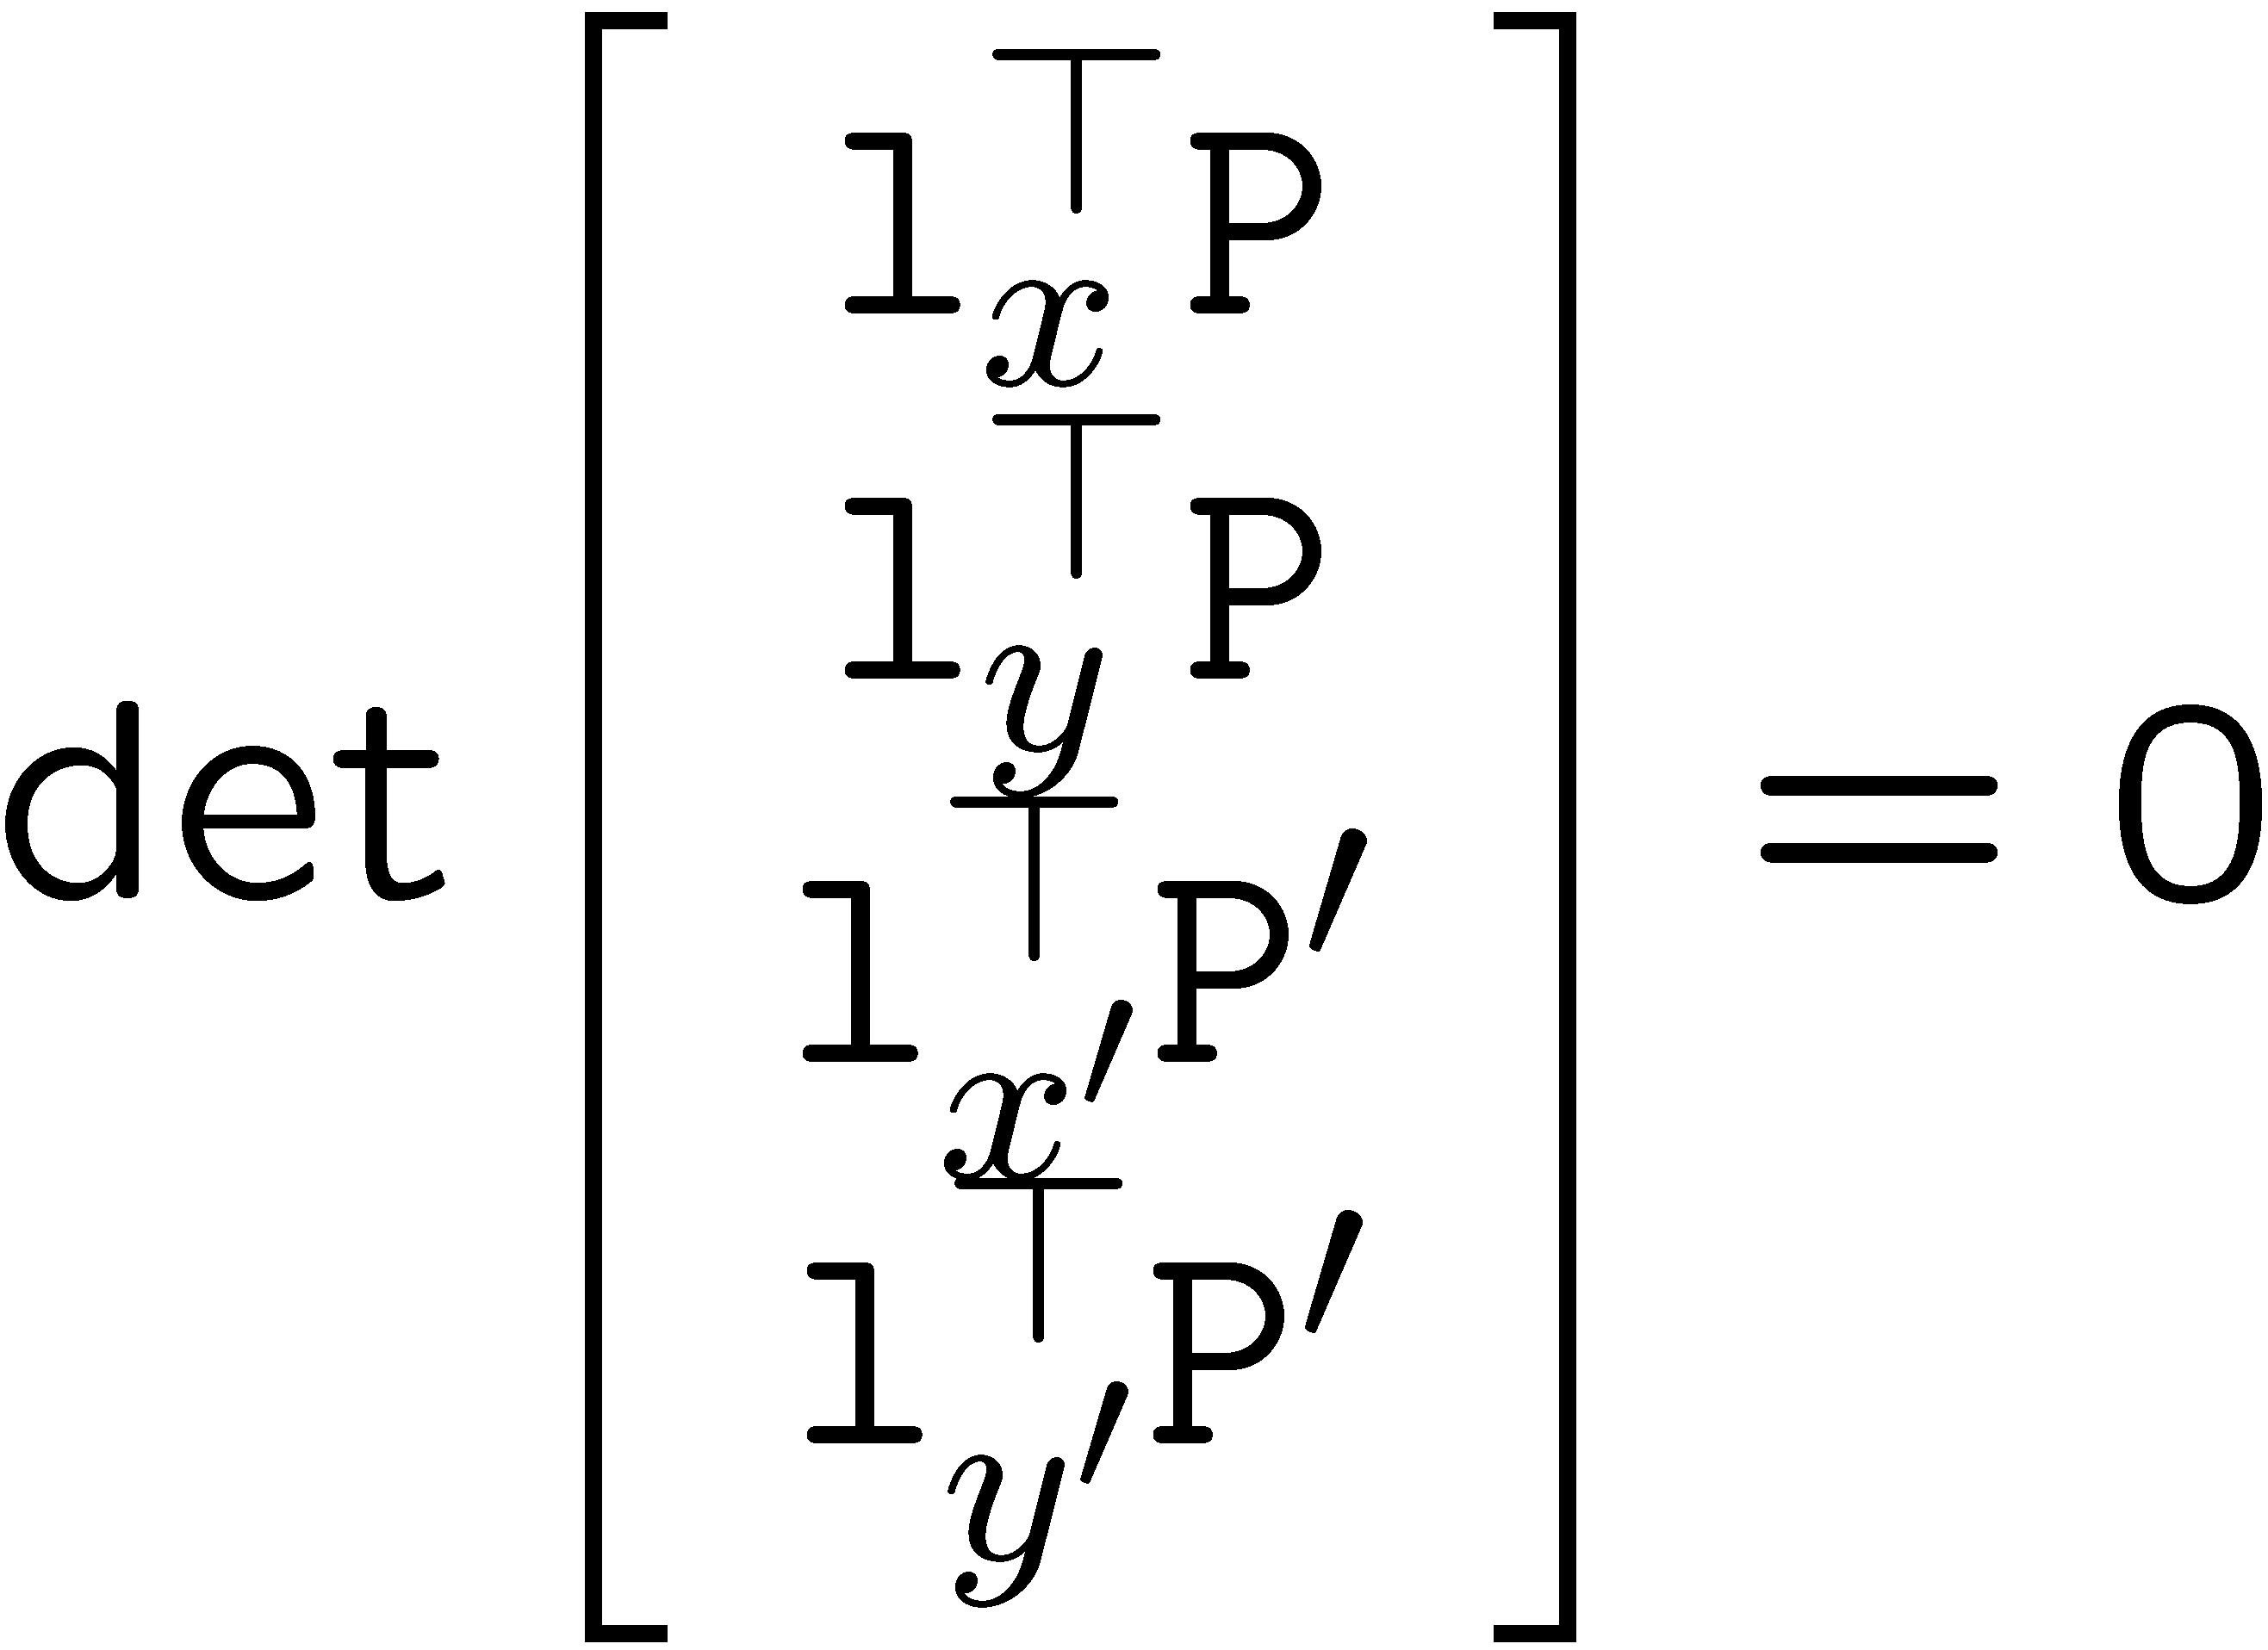 det [ l_x^⊤ P
l_y^⊤ P
l_{x′}^⊤ P′
l_{y′}^⊤ P′ ] = 0